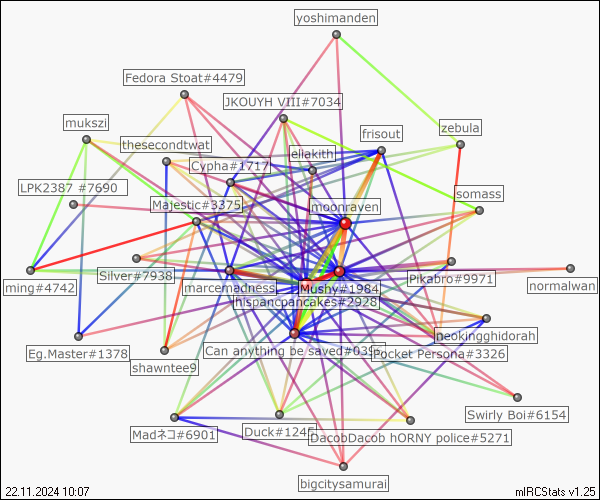 yoshimanden
Fedora Stoat#4479
JKOUYH VIII#7034
mukszi
frisout
zebula
thesecondtwat
eliakith
Cypha#1717
LPK2387 #7690
somass
Majestic#3375
moonraven
Silver#7938
Pikabro#9971
normalwan
ming#4742
marcemadness
Mushy#1984
hispanicpancakes#2928
neokingghidorah
Eg.Master#1378
Can anything be saved#039
Pocket Persona#3326
shawntee9
Swirly Boi#6154
Madネコ#6901
Duck#124
DacobDacob hORNY police#5271
bigcitysamurai
22.11.2024 10:07
mIRCStats v1.25